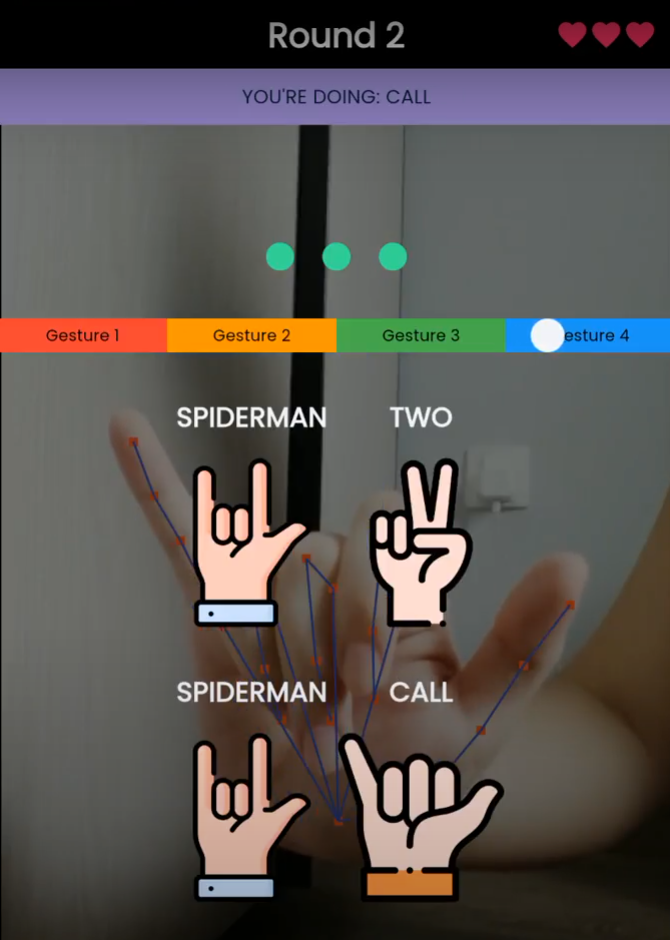 Round 2
YOU'RE DOING: CALL
Gesture 1 Gesture 2 Gesture 3 esture 4
SPIDERMAN TWO
SPIDERMAN CALL